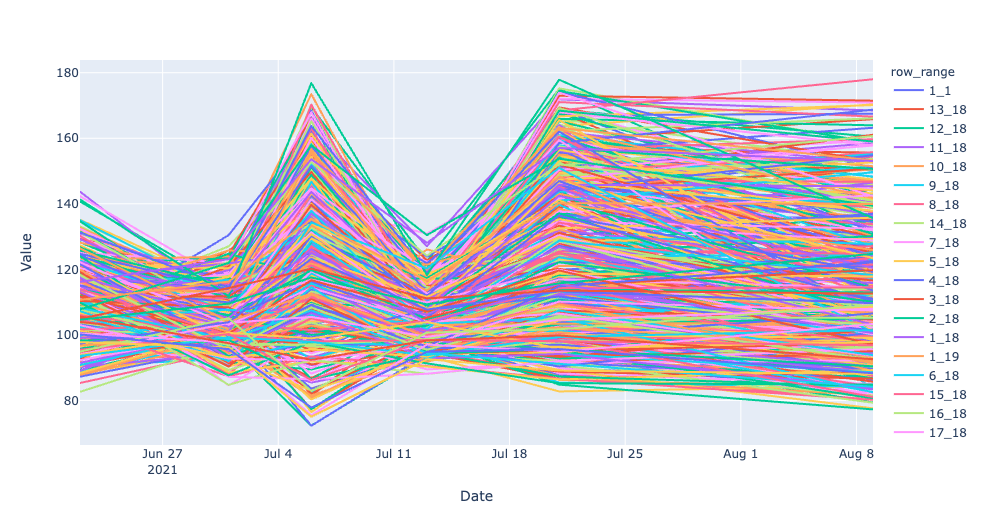 180
160
140
120
100
80
Value
Jun 27
2021
Jul 4
Jul 11
Jul 18
Jul 25
Aug 1
Aug 8
Date
row_range
1_1
13_18
12_18
11_18
10_18
9_18
8_18
14_18
7_18
5_18
4_18
3_18
2_18
1_18
1_19
6_18
15_18
16_18
17_18